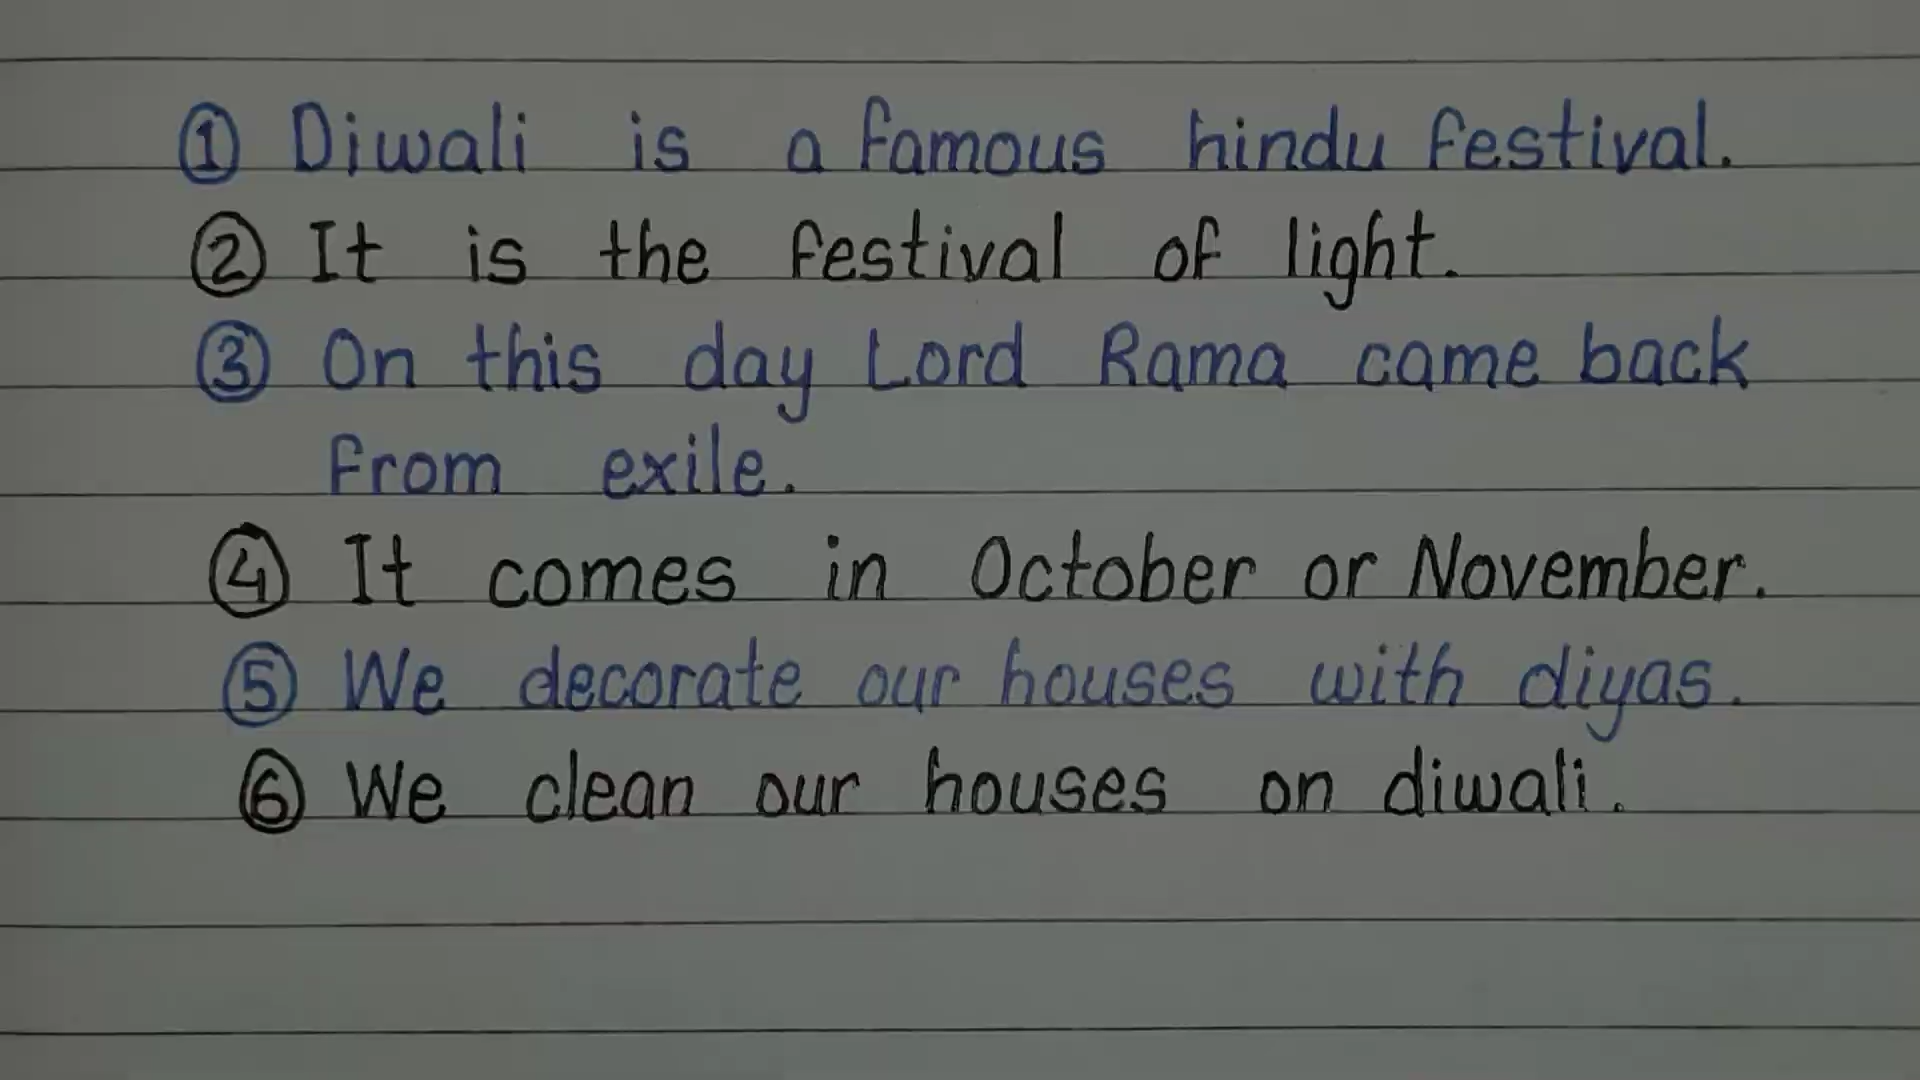 ① Diwali is a famous hindu festival.
② It is the festival of light.
③ On this day Lord Rama came back
from exile.
④ It comes in October or November.
⑤ We decorate our houses with diyas.
⑥ We clean our houses on diwali.